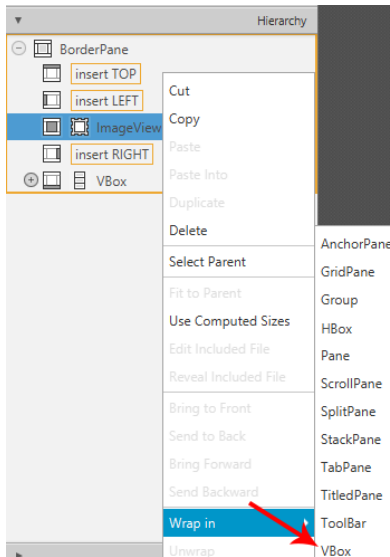 Hierarchy
BorderPane
insert TOP
insert LEFT
ImageView
insert RIGHT
VBox
Cut
Copy
Paste
Paste Into
Duplicate
Delete
Select Parent
Fit to Parent
Use Computed Sizes
Edit Included File
Reveal Included File
Bring to Front
Send to Back
Bring Forward
Send Backward
Wrap in
Unwrap
AnchorPane
GridPane
Group
HBox
Pane
ScrollPane
SplitPane
StackPane
TabPane
TitledPane
ToolBar
VBox